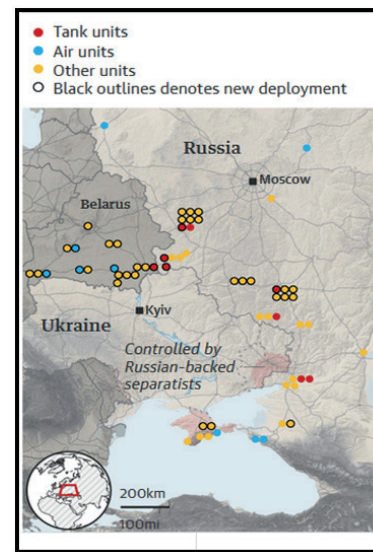 Tank units
Air units
Other units
Black outlines denotes new deployment
Russia
Moscow
Belarus
Kyiv
Ukraine
Controlled by
Russian-backed
separatists
200km
100mi